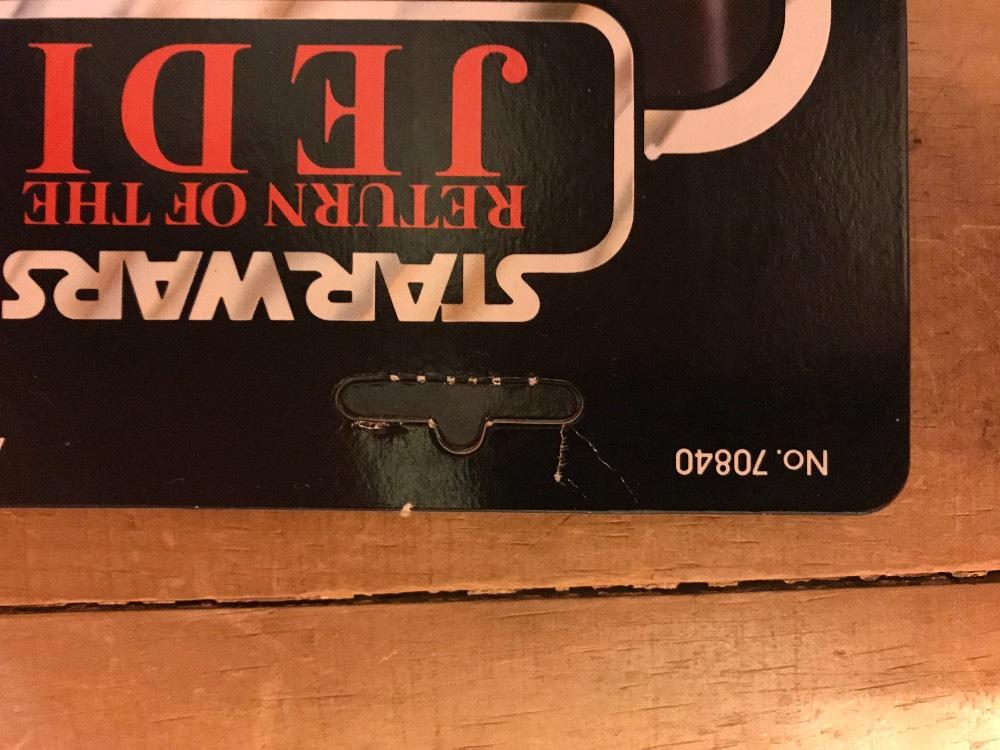 No. 70840
STAR WARS
RETURN OF THE
JEDI